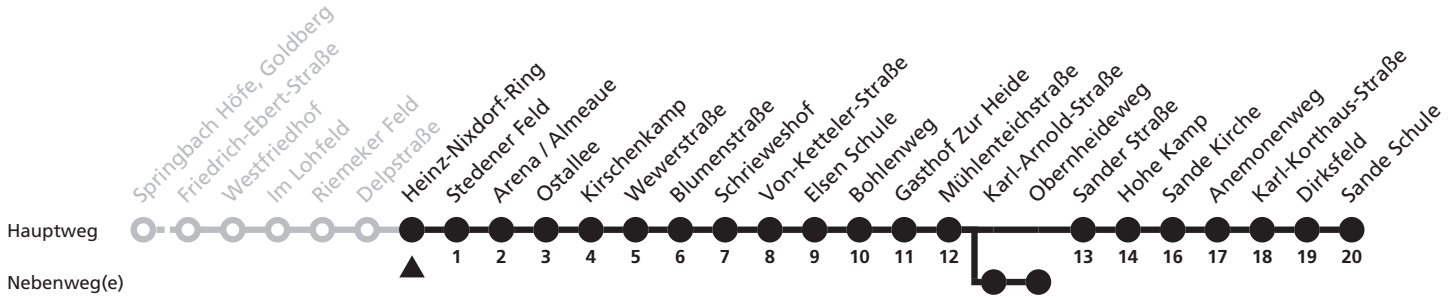 Springbach Höfe, Goldberg
Friedrich-Ebert-Straße
Westfriedhof
Im Lohfeld
Riemeker Feld
Delpstraße
Heinz-Nixdorf-Ring
Stedener Feld
Arena / Almeaue
Ostallee
Kirschenkamp
Wewerstraße
Blumenstraße
Schrieweshof
Von-Ketteler-Straße
Elsen Schule
Bohlenweg
Gasthof Zur Heide
Mühlenteichstraße
Karl-Arnold-Straße
Obernheideweg
Sander Straße
Hohe Kamp
Sande Kirche
Anemonenweg
Karl-Korthaus-Straße
Dirksfeld
Sande Schule
Hauptweg
1 2 3 4 5 6 7 8 9 10 11 12 13 14 16 17 18 19 20
Nebenweg(e)